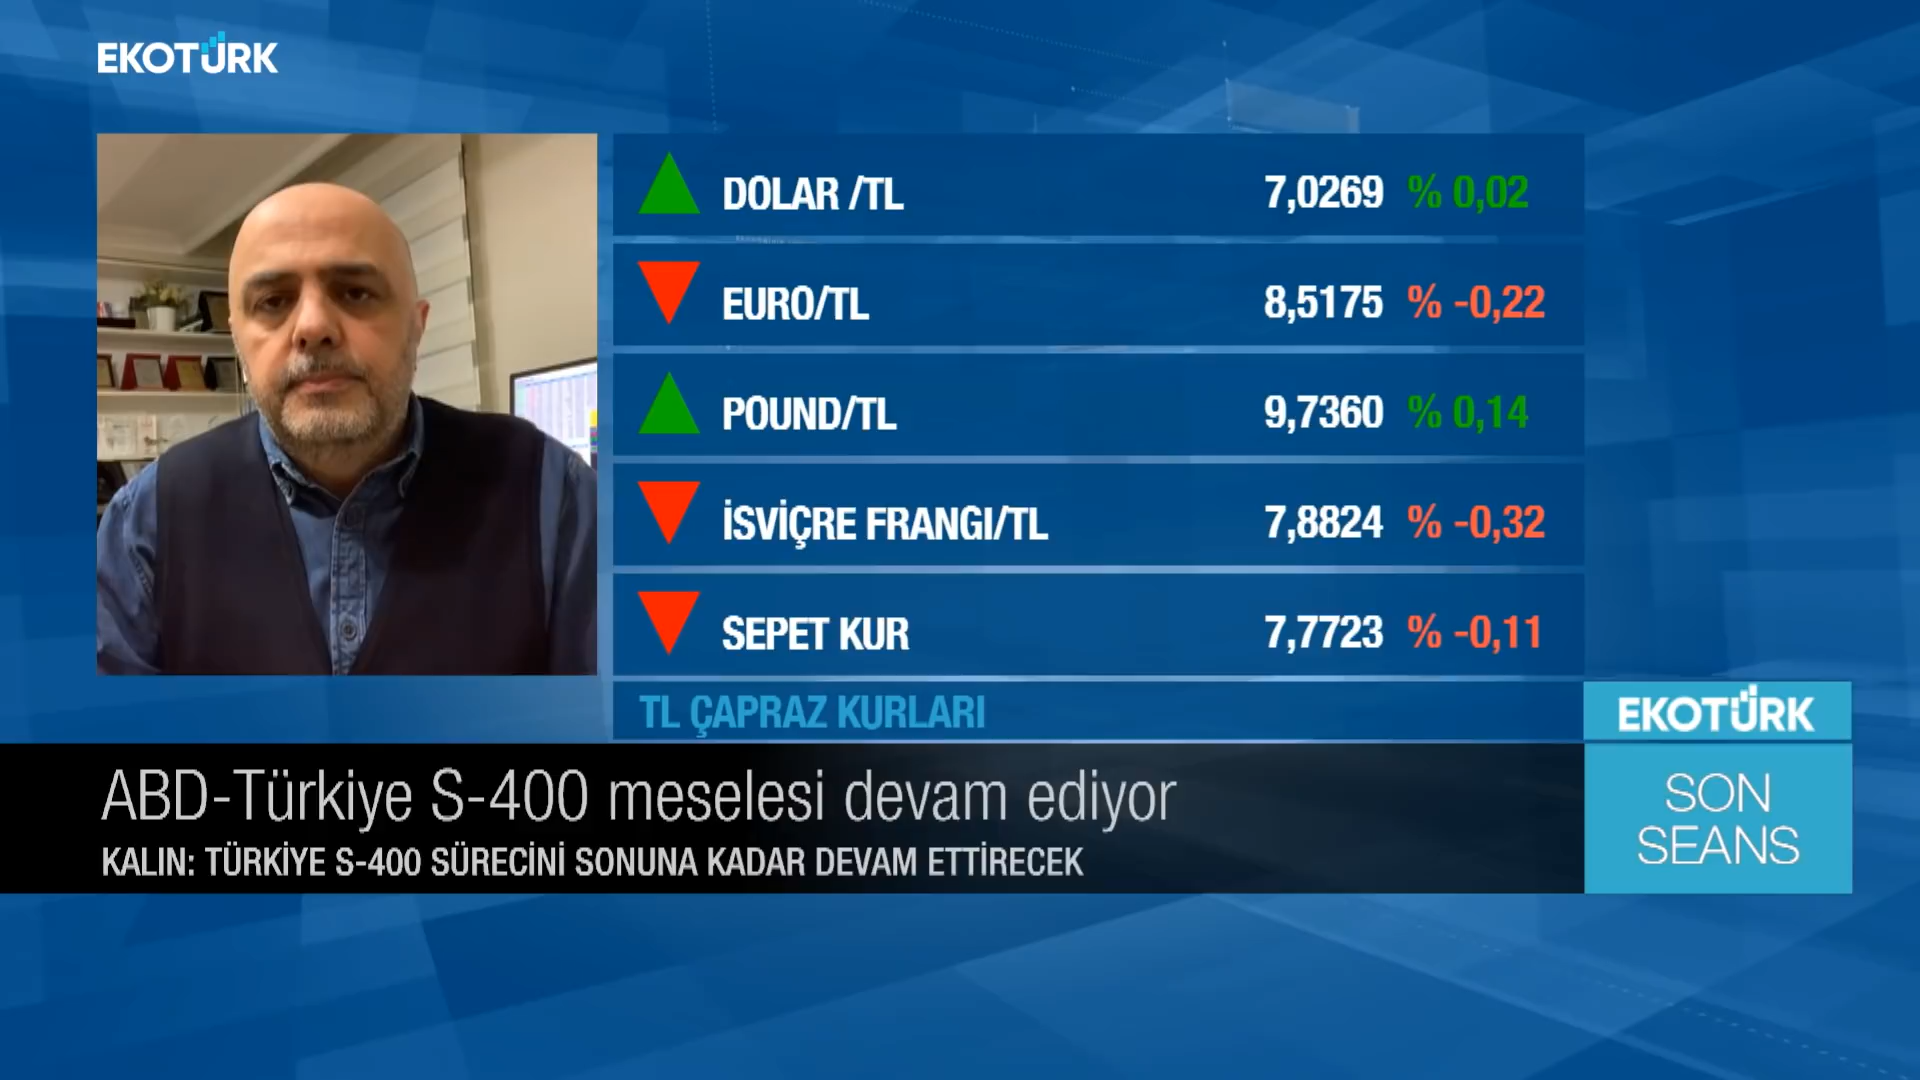 EKOTÜRK
DOLAR /TL 7,0269 % 0,02
EURO/TL 8,5175 % -0,22
POUND/TL 9,7360 % 0,14
İSVİÇRE FRANGI/TL 7,8824 % -0,32
SEPET KUR 7,7723 % -0,11
TL ÇAPRAZ KURLARI
EKOTÜRK
ABD-Türkiye S-400 meselesi devam ediyor
KALIN: TÜRKİYE S-400 SÜRECİNİ SONUNA KADAR DEVAM ETTİRECEK
SON
SEANS